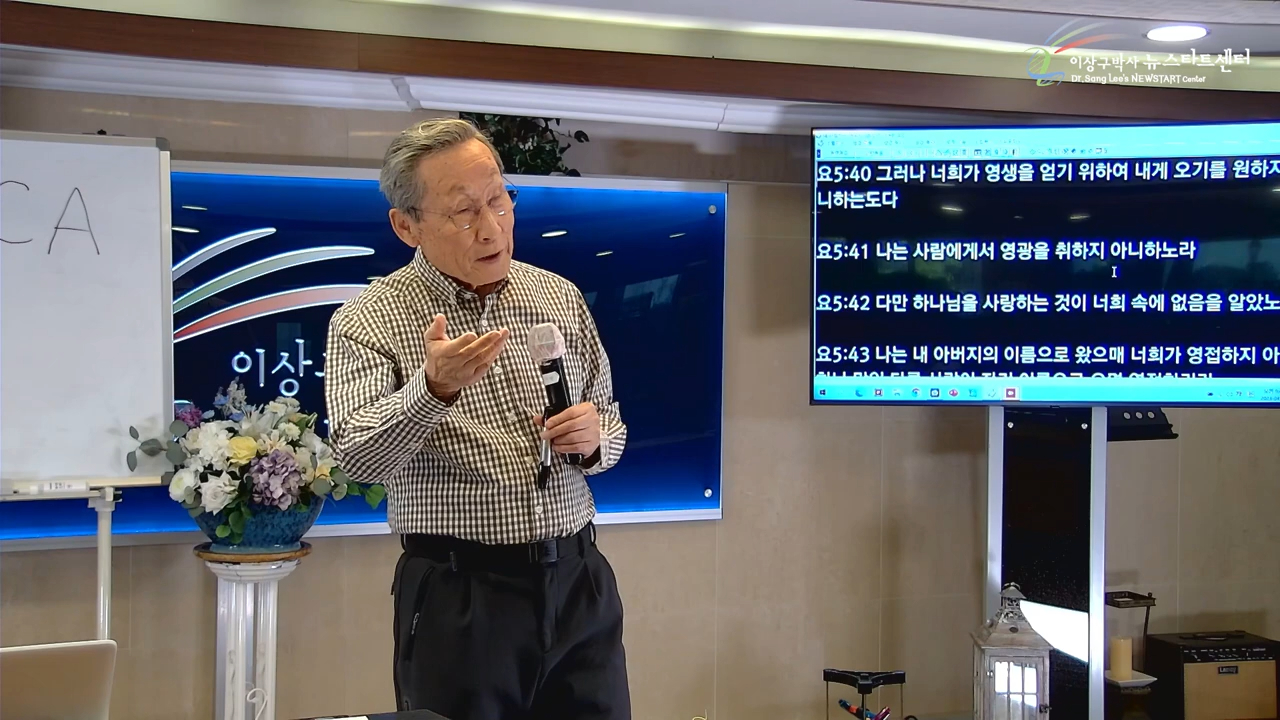 이상구박사 뉴스타트센터
Dr. Sang Lee's NEWSTART Center
CA
이상
요5:40 그러나 너희가 영생을 얻기 위하여 내게 오기를 원하지
니하는도다
요5:41 나는 사람에게서 영광을 취하지 아니하노라
요5:42 다만 하나님을 사랑하는 것이 너희 속에 없음을 알았노
요5:43 나는 내 아버지의 이름으로 왔으매 너희가 영접하지 아
Laney